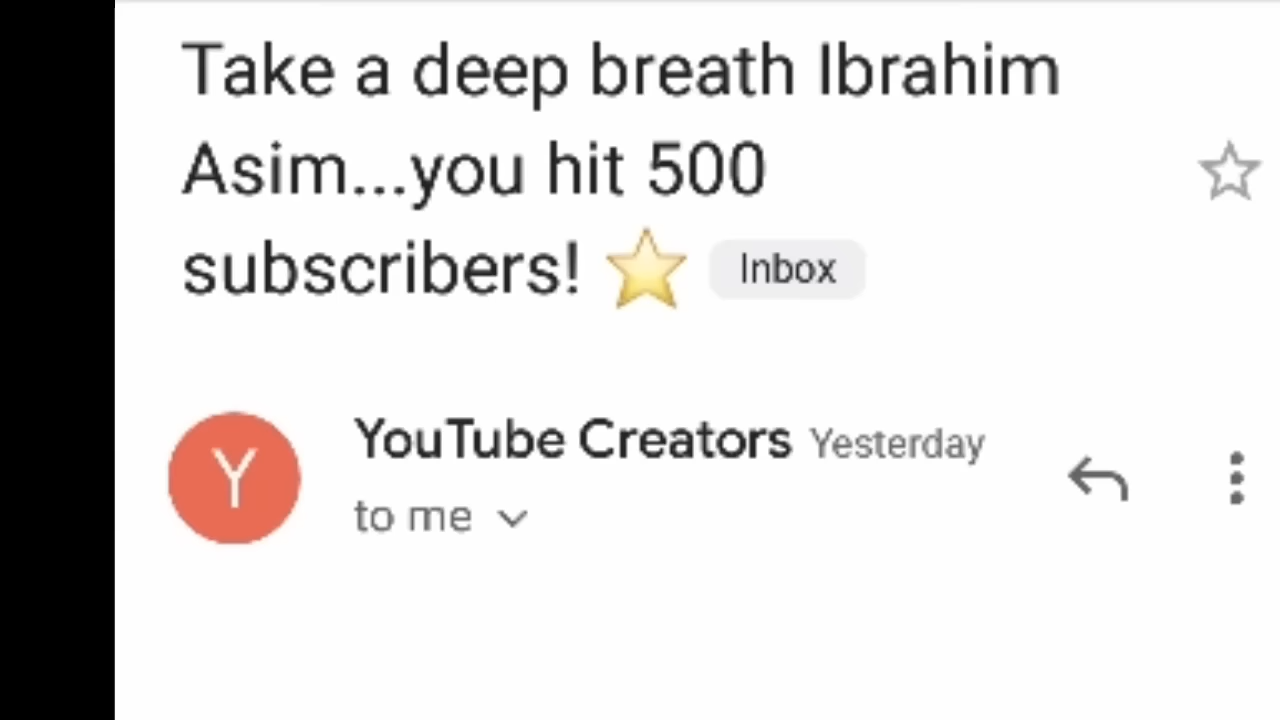 Take a deep breath Ibrahim
Asim...you hit 500
subscribers! ⭐ Inbox
Y
YouTube Creators Yesterday
to me